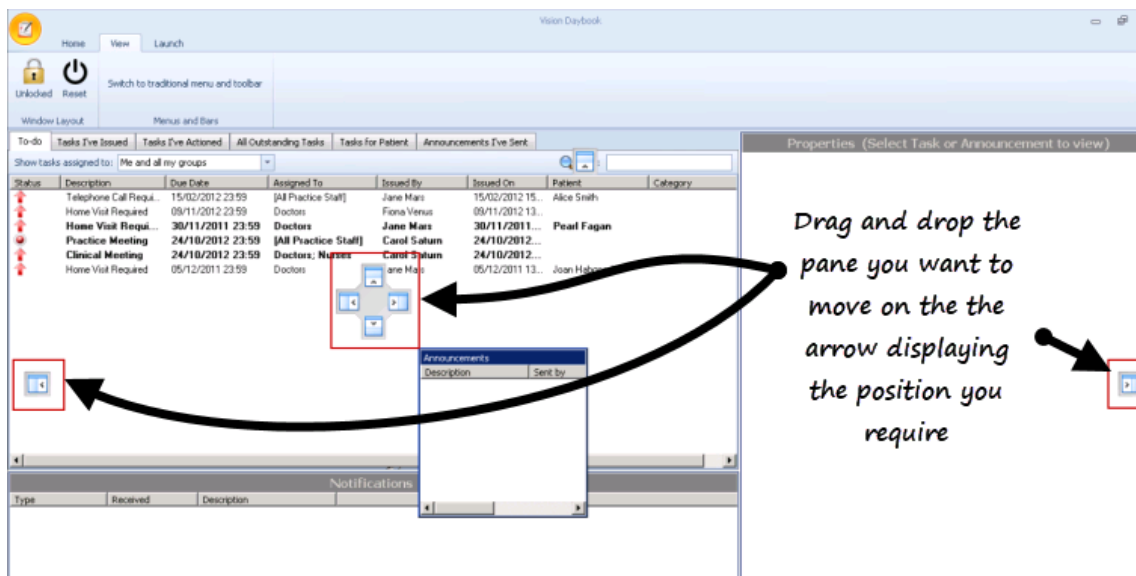 Vision Daybook
Home View Launch
Unlocked Reset Switch to traditional menu and toolbar
Window Layout Menus and Bars
To-do Tasks I've Issued Tasks I've Actioned All Outstanding Tasks Tasks for Patient Announcements I've Sent
Properties (Select Task or Announcement to view)
Show tasks assigned to: Me and all my groups
Status Description Due Date Assigned To Issued By Issued On Patient Category
Telephone Call Requi... 15/02/2012 23:59 [All Practice Staff] Jane Mars 15/02/2012 15... Alice Smith
Home Visit Required 09/11/2012 23:59 Doctors Fiona Venus 09/11/2012 13...
Home Visit Requi... 30/11/2011 23:59 Doctors Jane Mars 30/11/2011... Pearl Fagan
Practice Meeting 24/10/2012 23:59 [All Practice Staff] Carol Saturn 24/10/2012...
Clinical Meeting 24/10/2012 23:59 Doctors; Nurses Carol Saturn 24/10/2012...
Home Visit Required 05/12/2011 23:59 Doctors ane Mars 05/12/2011 13... Joan
Drag and drop the
pane you want to
move on the the
arrow displaying
the position you
require
Announcements
Description Sent by
Notifications
Type Received Description